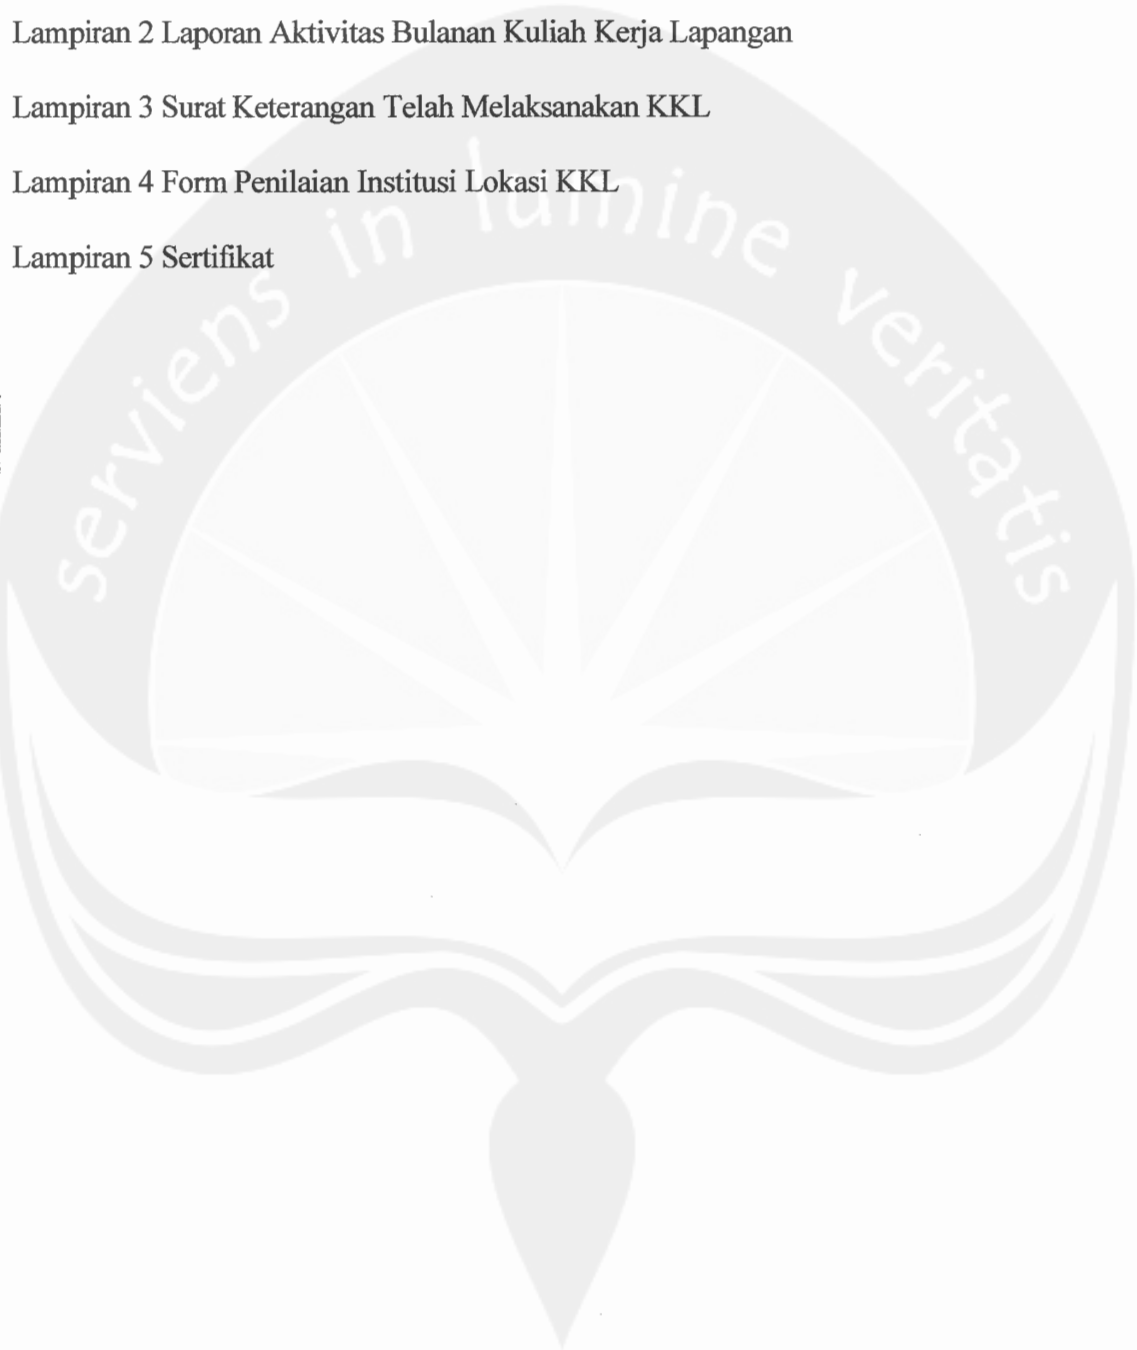 Lampiran 2 Laporan Aktivitas Bulanan Kuliah Kerja Lapangan
Lampiran 3 Surat Keterangan Telah Melaksanakan KKL
Lampiran 4 Form Penilaian Institusi Lokasi KKL
Lampiran 5 Sertifikat
serviens in lumine veritatis